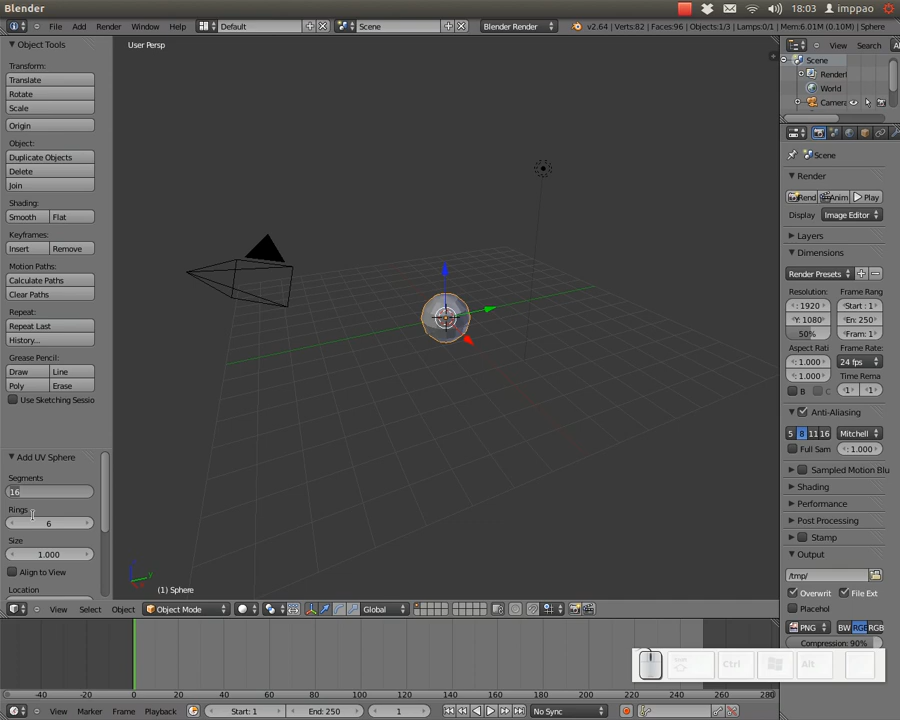 Blender
18:03 imppao
File Add Render Window Help Default Scene Blender Render v2.64 | Verts:82 | Faces:96 | Objects:1/3 | Lamps:0/1 | Mem:6.01M (0.10M) | Sphere
Object Tools
Transform:
Translate
Rotate
Scale
Origin
Object:
Duplicate Objects
Delete
Join
Shading:
Smooth Flat
Keyframes:
Insert Remove
Motion Paths:
Calculate Paths
Clear Paths
Repeat:
Repeat Last
History...
Grease Pencil:
Draw Line
Poly Erase
Use Sketching Sessio
Add UV Sphere
Segments
16
Rings
6
Size
1.000
Align to View
Location
User Persp
(1) Sphere
View Select Object Object Mode Global
View Search Al
Scene
Renderl
World
Camera
Scene
Render
Rend Anim Play
Display Image Editor
Layers
Dimensions
Render Presets
Resolution: Frame Rang
: 1920 Start: 1
Y: 1080 En: 250
50% Fram: 1
Aspect Rati Frame Rate:
: 1.000 24 fps
: 1.000 Time Rema
B C 1 1
Anti-Aliasing
5 8 11 16 Mitchell
Full Sam : 1.000
Sampled Motion Blu
Shading
Performance
Post Processing
Stamp
Output
/tmp/
Overwrit File Ext
Placehol
PNG BW RGB RGB
Compression: 90%
Ctrl Alt
-40 -20 0 20 40 60 80 100 120 140 160 180 200 220 240 260 280
View Marker Frame Playback Start: 1 End: 250 1 No Sync